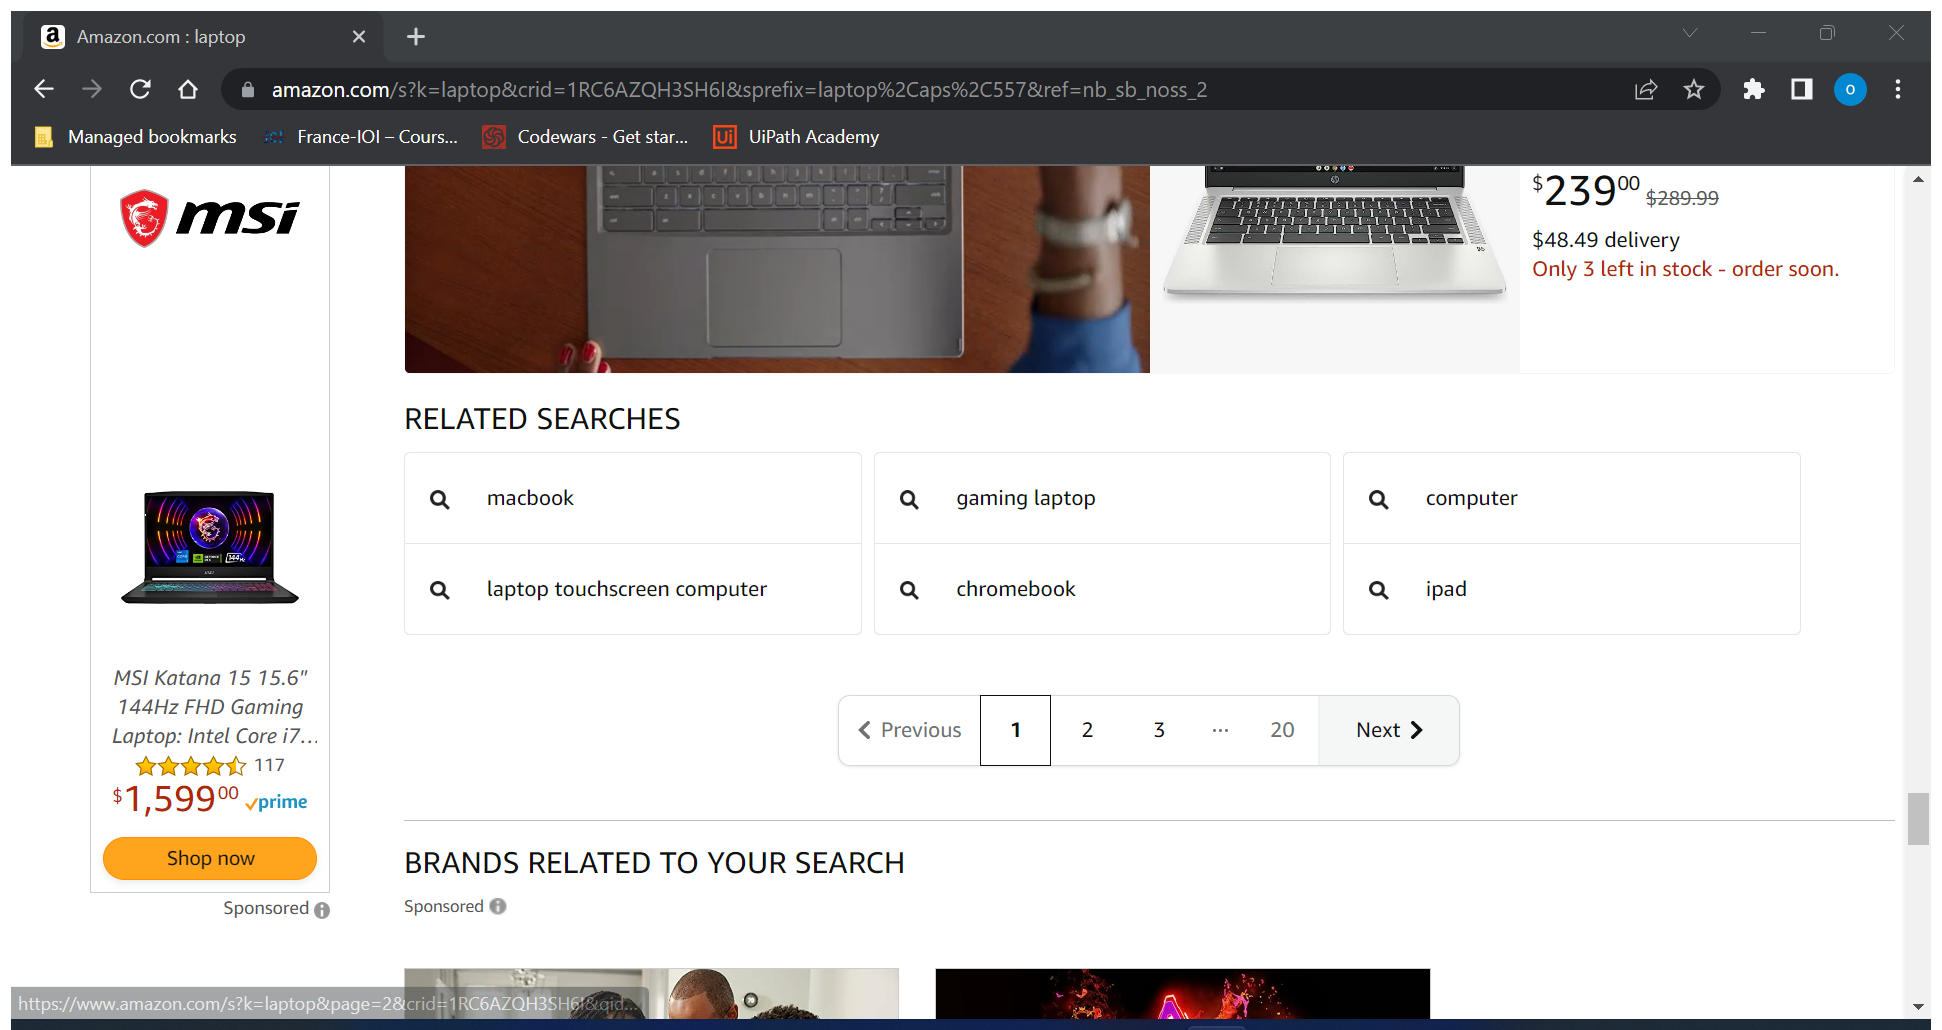 Amazon.com : laptop
amazon.com/s?k=laptop&crid=1RC6AZQH3SH6I&sprefix=laptop%2Caps%2C557&ref=nb_sb_noss_2
O
Managed bookmarks
France-IOI – Cours...
Codewars - Get star...
Ui UiPath Academy
msi
$239.00 $289.99
$48.49 delivery
Only 3 left in stock - order soon.
RELATED SEARCHES
macbook
gaming laptop
computer
laptop touchscreen computer
chromebook
ipad
MSI Katana 15 15.6"
144Hz FHD Gaming
Laptop: Intel Core i7...
117
$1,599.00 prime
Shop now
Sponsored
Previous 1 2 3 ... 20 Next
BRANDS RELATED TO YOUR SEARCH
Sponsored
https://www.amazon.com/s?k=laptop&page=2&crid=1RC6AZQH3SH6I&qid...